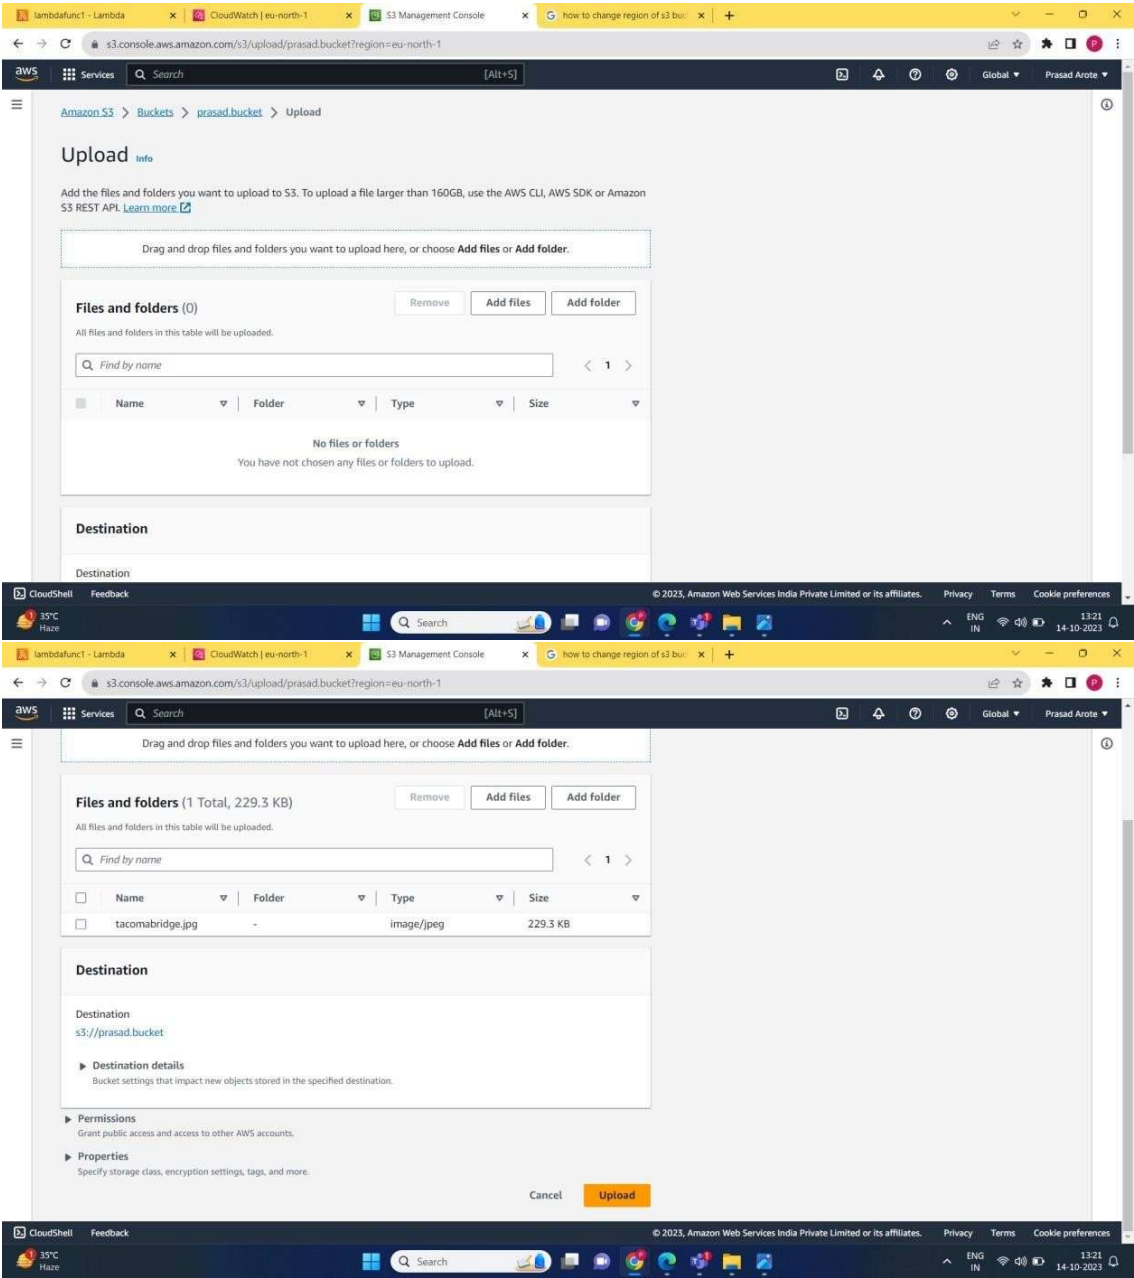 lambdafunc1 - Lambda
CloudWatch | eu-north-1
S3 Management Console
how to change region of s3 buc
s3.console.aws.amazon.com/s3/upload/prasad.bucket?region=eu-north-1
aws
Services
Search
[Alt+S]
Global
Prasad Arote
Amazon S3 > Buckets > prasad.bucket > Upload
Upload Info
Add the files and folders you want to upload to S3. To upload a file larger than 160GB, use the AWS CLI, AWS SDK or Amazon
S3 REST API. Learn more
Drag and drop files and folders you want to upload here, or choose Add files or Add folder.
Files and folders (0)
Remove
Add files
Add folder
All files and folders in this table will be uploaded.
Find by name
< 1 >
Name
Folder
Type
Size
No files or folders
You have not chosen any files or folders to upload.
Destination
Destination
CloudShell
Feedback
© 2023, Amazon Web Services India Private Limited or its affiliates.
Privacy
Terms
Cookie preferences
1
35°C
Haze
Search
ENG
IN
13:21
14-10-2023
lambdafunc1 - Lambda
CloudWatch | eu-north-1
S3 Management Console
how to change region of s3 buc
s3.console.aws.amazon.com/s3/upload/prasad.bucket?region=eu-north-1
aws
Services
Search
[Alt+S]
Global
Prasad Arote
Drag and drop files and folders you want to upload here, or choose Add files or Add folder.
Files and folders (1 Total, 229.3 KB)
Remove
Add files
Add folder
All files and folders in this table will be uploaded.
Find by name
< 1 >
Name
Folder
Type
Size
tacomabridge.jpg
-
image/jpeg
229.3 KB
Destination
Destination
s3://prasad.bucket
Destination details
Bucket settings that impact new objects stored in the specified destination.
Permissions
Grant public access and access to other AWS accounts.
Properties
Specify storage class, encryption settings, tags, and more.
Cancel
Upload
CloudShell
Feedback
© 2023, Amazon Web Services India Private Limited or its affiliates.
Privacy
Terms
Cookie preferences
1
35°C
Haze
Search
ENG
IN
13:21
14-10-2023